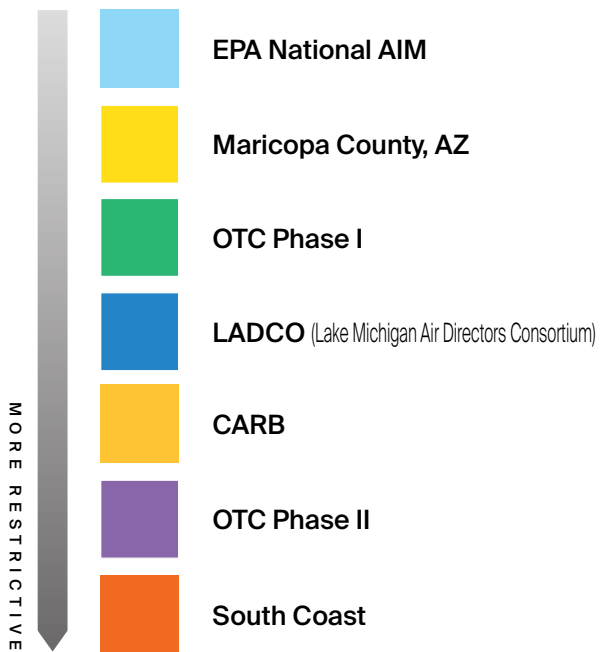 EPA National AIM
Maricopa County, AZ
OTC Phase I
LADCO (Lake Michigan Air Directors Consortium)
CARB
OTC Phase II
South Coast
MORE RESTRICTIVE